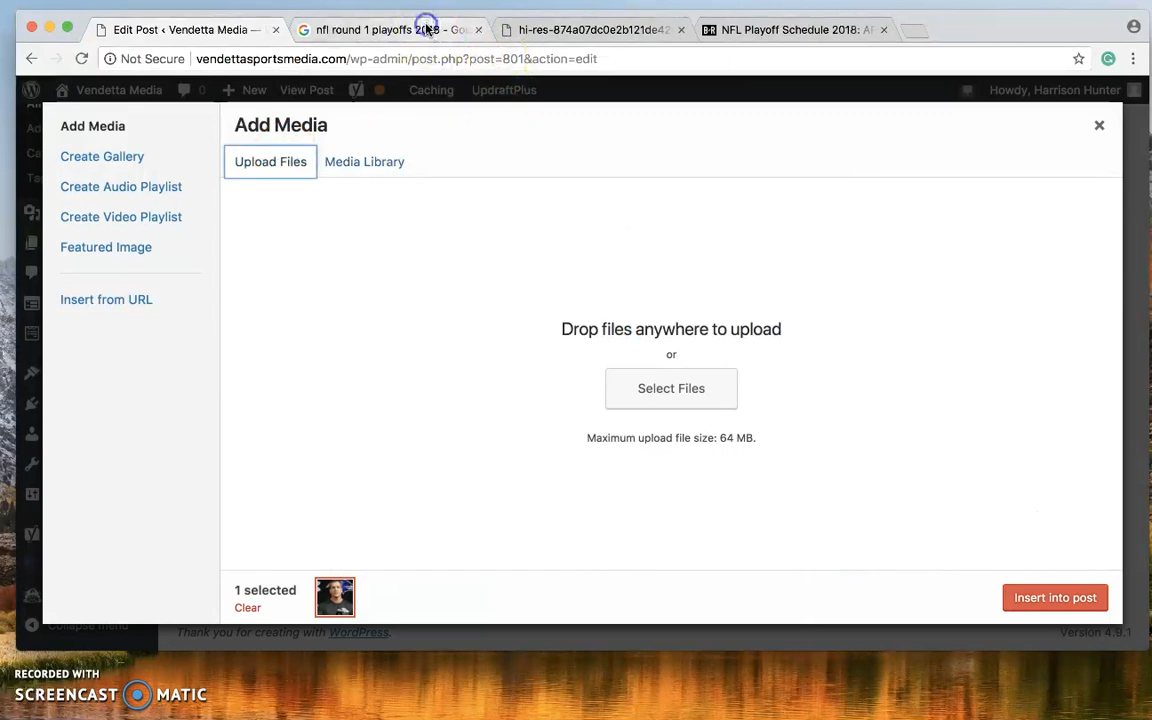 Edit Post ‹ Vendetta Media —
nfl round 1 playoffs 2018 - Goo
hi-res-874a07dc0e2b121de42
B·R NFL Playoff Schedule 2018: AF
Not Secure vendettasportsmedia.com/wp-admin/post.php?post=801&action=edit
Vendetta Media 0 New View Post Caching UpdraftPlus Howdy, Harrison Hunter
Add Media
Create Gallery
Create Audio Playlist
Create Video Playlist
Featured Image
Insert from URL
Add Media
Upload Files Media Library
Drop files anywhere to upload
or
Select Files
Maximum upload file size: 64 MB.
1 selected
Clear
Insert into post
Collapse menu
Thank you for creating with WordPress.
Version 4.9.1
RECORDED WITH
SCREENCAST MATIC